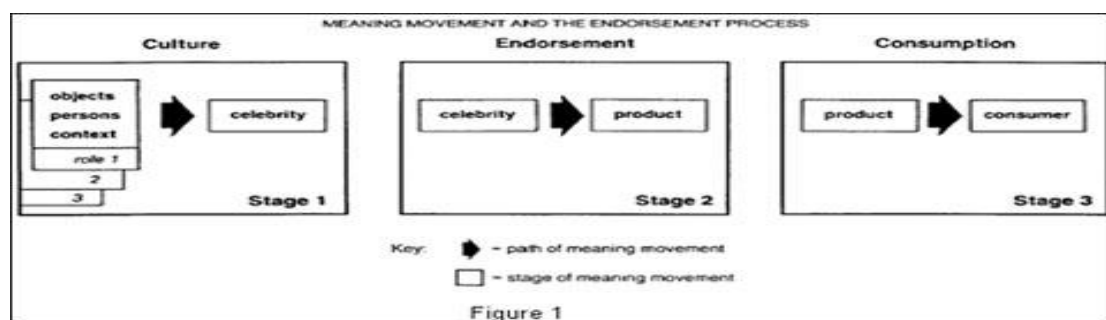 MEANING MOVEMENT AND THE ENDORSEMENT PROCESS
Culture Endorsement Consumption
objects
persons
context
role 1
2
3
celebrity
Stage 1
celebrity product
Stage 2
product consumer
Stage 3
Key: = path of meaning movement
= stage of meaning movement
Figure 1